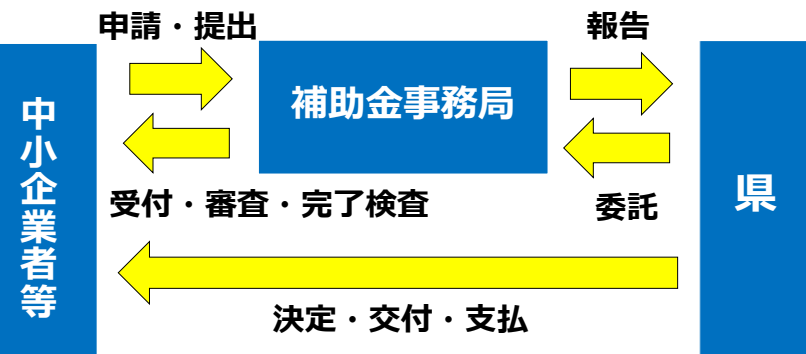 申請・提出
報告
補助金事務局
中小企業者等
県
受付・審査・完了検査
委託
決定・交付・支払